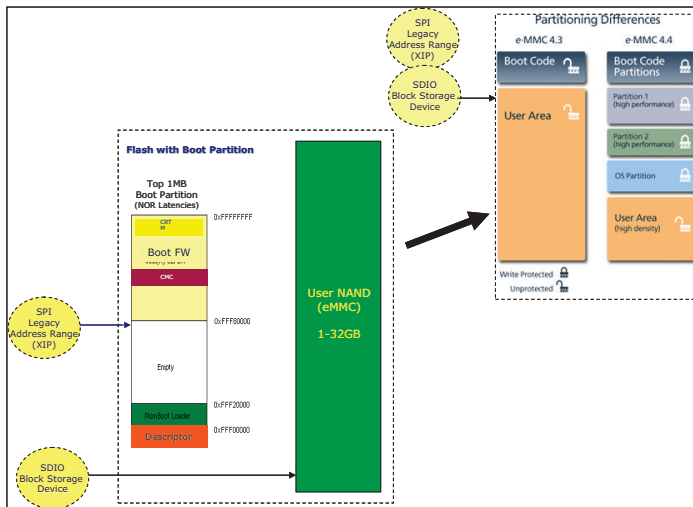 SPI
Legacy
Address Range
(XIP)
SDIO
Block Storage
Device
Partitioning Differences
e·MMC 4.3
e·MMC 4.4
Boot Code
Boot Code
Partitions
User Area
Partition 1
(high performance)
Partition 2
(high performance)
OS Partition
User Area
(high density)
Write Protected
Unprotected
Flash with Boot Partition
Top 1MB
Boot Partition
(NOR Latencies)
0xFFFFFFFF
CRT
M
Boot FW
CMC
0xFFF80000
Empty
0xFFF20000
RomBoot Loader
0xFFF00000
Descriptor
User NAND
(eMMC)
1-32GB
SPI
Legacy
Address Range
(XIP)
SDIO
Block Storage
Device